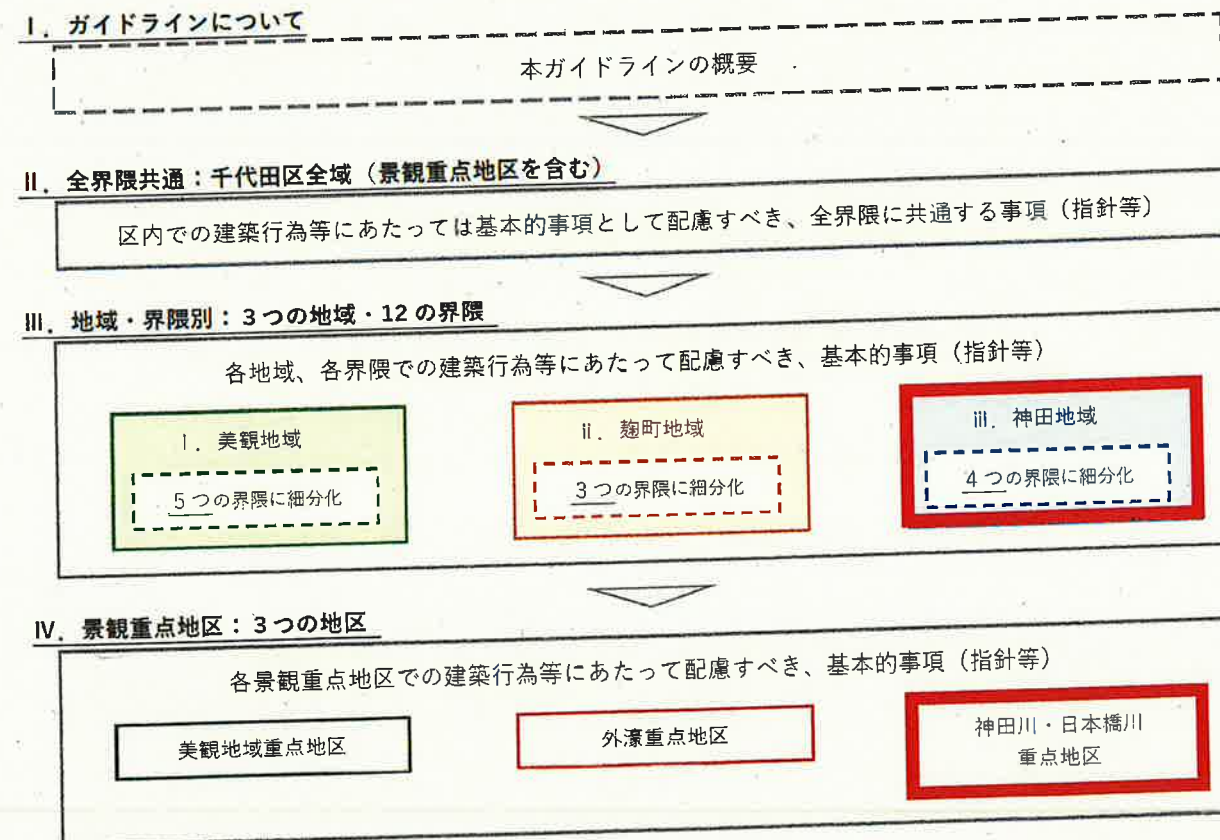 Ⅰ．ガイドラインについて
本ガイドラインの概要
Ⅱ．全界隈共通：千代田区全域（景観重点地区を含む）
区内での建築行為等にあたっては基本的事項として配慮すべき、全界隈に共通する事項（指針等）
Ⅲ．地域・界隈別：３つの地域・12の界隈
各地域、各界隈での建築行為等にあたって配慮すべき、基本的事項（指針等）
ⅰ．美観地域
５つの界隈に細分化
ⅱ．麹町地域
３つの界隈に細分化
ⅲ．神田地域
４つの界隈に細分化
Ⅳ．景観重点地区：３つの地区
各景観重点地区での建築行為等にあたって配慮すべき、基本的事項（指針等）
美観地域重点地区
外濠重点地区
神田川・日本橋川
重点地区